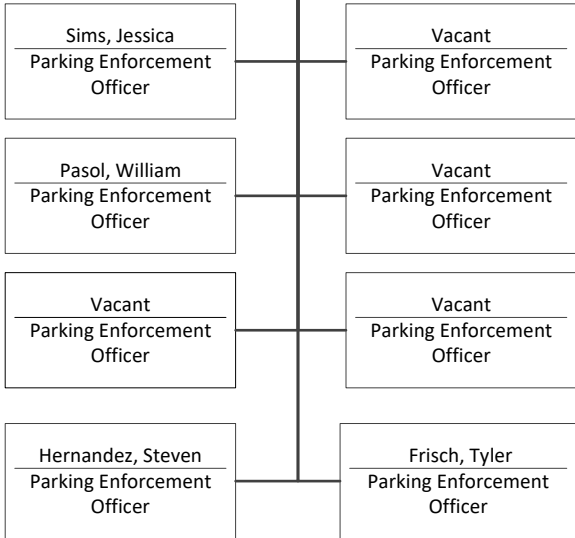 Sims, Jessica
Parking Enforcement
Officer
Vacant
Parking Enforcement
Officer
Pasol, William
Parking Enforcement
Officer
Vacant
Parking Enforcement
Officer
Vacant
Parking Enforcement
Officer
Vacant
Parking Enforcement
Officer
Hernandez, Steven
Parking Enforcement
Officer
Frisch, Tyler
Parking Enforcement
Officer